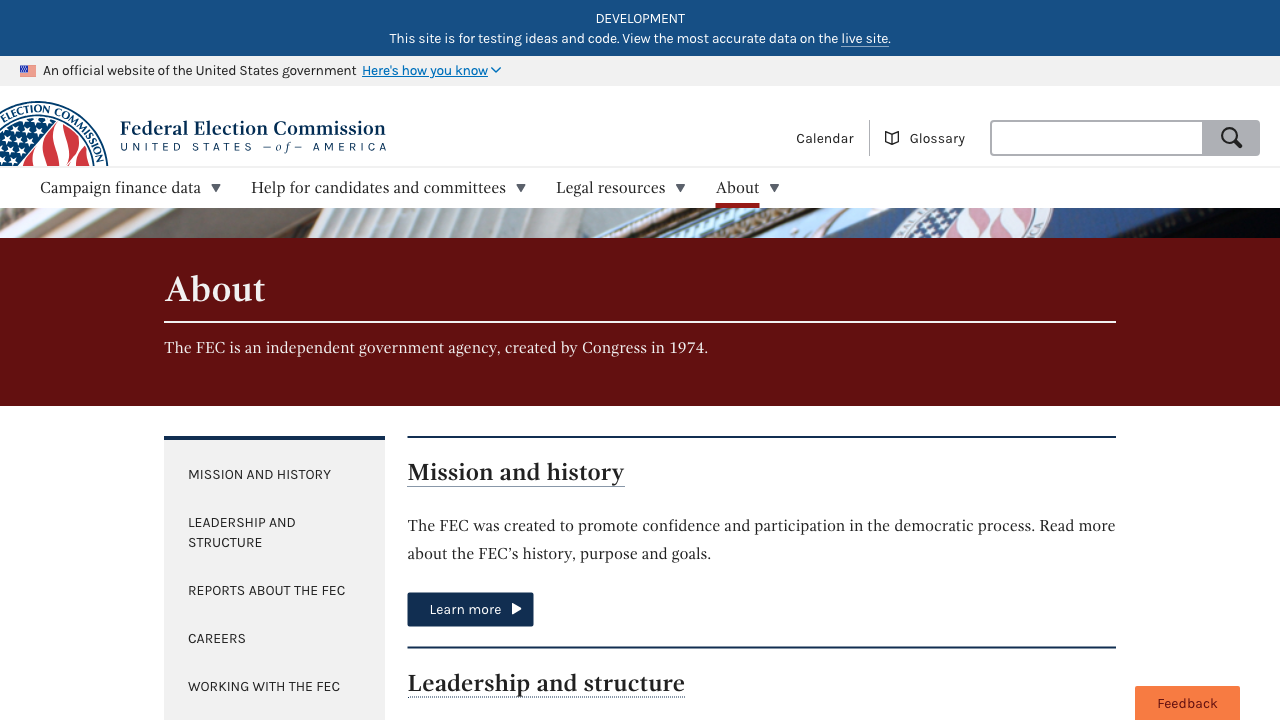 DEVELOPMENT
This site is for testing ideas and code. View the most accurate data on the live site.
An official website of the United States government Here's how you know
ELECTION COMMISSION
Federal Election Commission
UNITED STATES — of — AMERICA
Calendar
Glossary
Campaign finance data
Help for candidates and committees
Legal resources
About
About
The FEC is an independent government agency, created by Congress in 1974.
MISSION AND HISTORY
LEADERSHIP AND
STRUCTURE
REPORTS ABOUT THE FEC
CAREERS
WORKING WITH THE FEC
Mission and history
The FEC was created to promote confidence and participation in the democratic process. Read more
about the FEC’s history, purpose and goals.
Learn more
Leadership and structure
Feedback